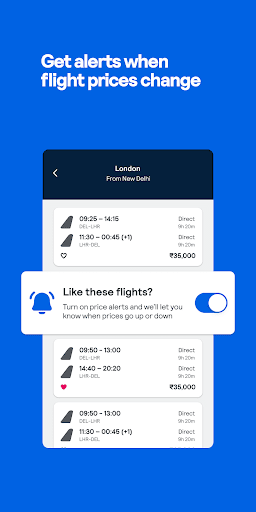 Get alerts when
flight prices change
London
From New Delhi
09:25 – 14:15 Direct
DEL-LHR 9h 20m
11:30 – 00:45 (+1) Direct
LHR-DEL 9h 20m
₹35,000
Like these flights?
Turn on price alerts and we'll let you
know when prices go up or down
09:50 - 13:00 Direct
DEL-LHR 9h 20m
14:40 – 20:20 Direct
LHR-DEL 9h 20m
₹35,000
09:50 - 13:00 Direct
DEL-LHR 9h 20m
11:30 – 00:45 (+1) Direct
LHR-DEL 9h 20m